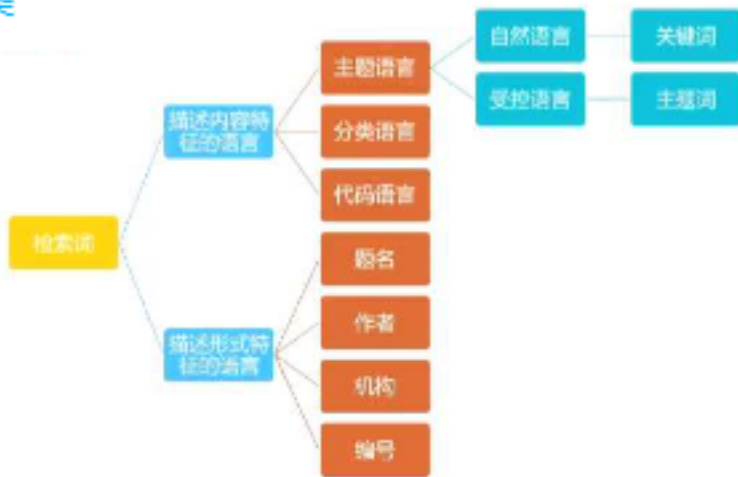 自然语言
关键词
主题语言
受控语言
主题词
描述内容特
征的语言
分类语言
代码语言
检索词
题名
描述形式特
征的语言
作者
机构
编号